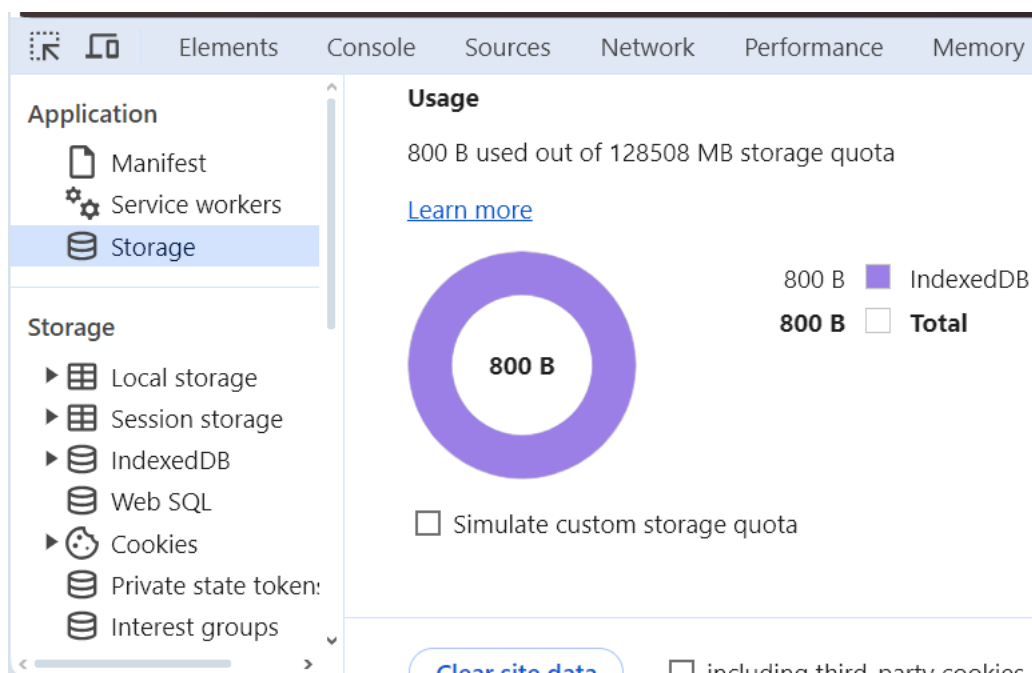 Elements Console Sources Network Performance Memory
Application
Manifest
Service workers
Storage
Storage
Local storage
Session storage
IndexedDB
Web SQL
Cookies
Private state tokens
Interest groups
Usage
800 B used out of 128508 MB storage quota
Learn more
800 B
800 B IndexedDB
800 B Total
Simulate custom storage quota
Clear site data including third-party cookies